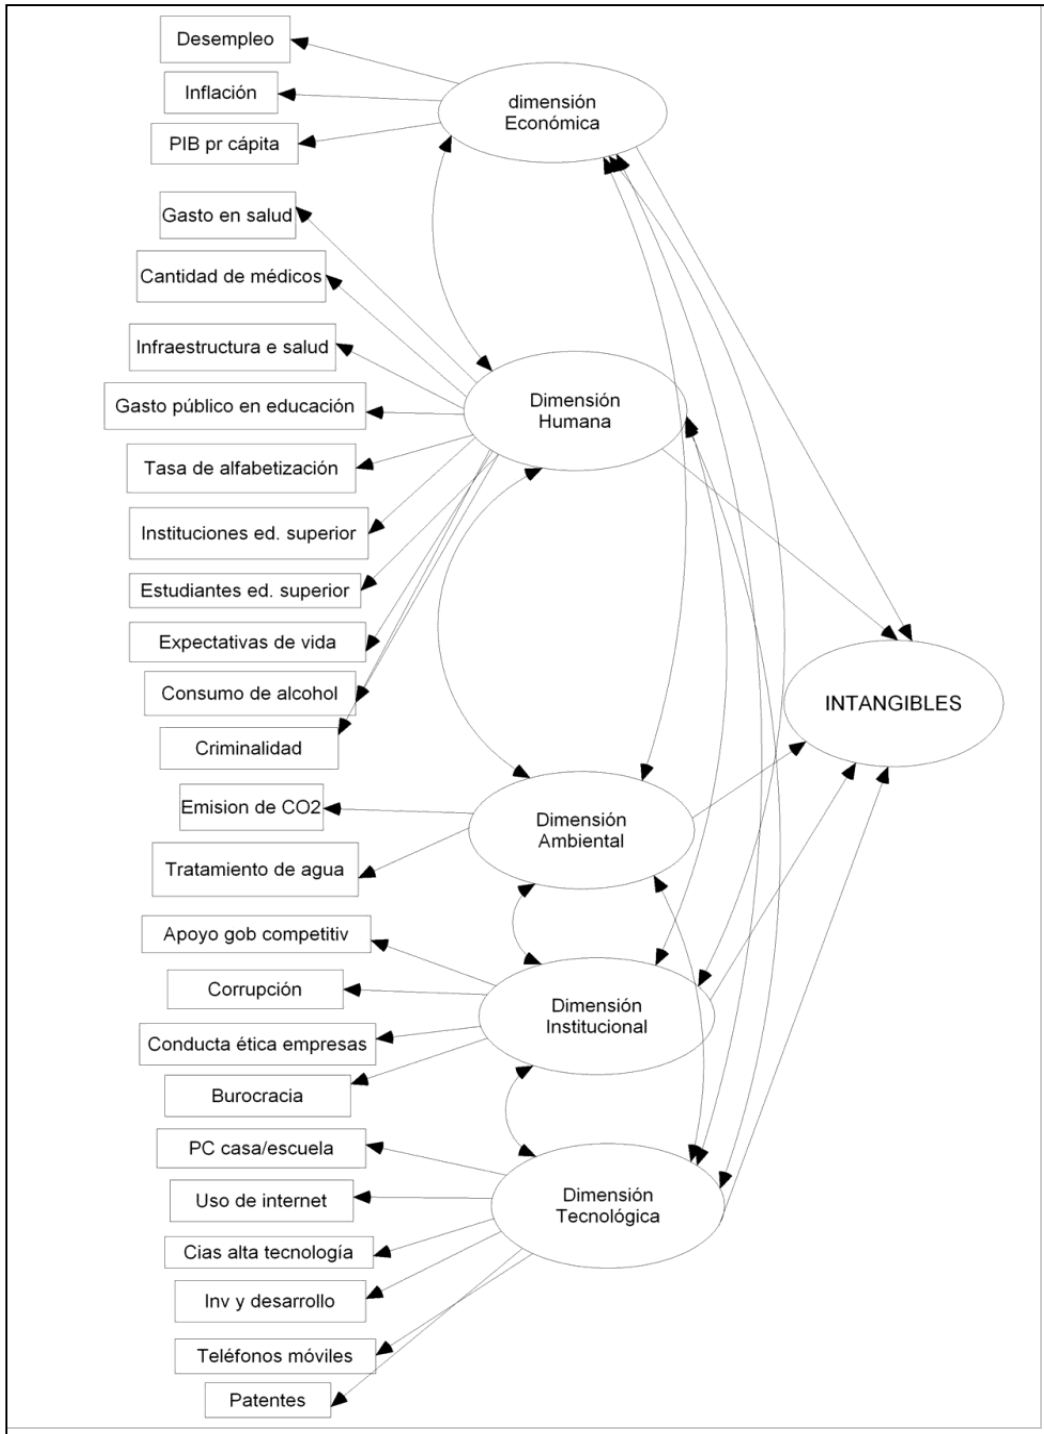 Desempleo
Inflación
PIB pr cápita
Gasto en salud
Cantidad de médicos
Infraestructura e salud
Gasto público en educación
Tasa de alfabetización
Instituciones ed. superior
Estudiantes ed. superior
Expectativas de vida
Consumo de alcohol
Criminalidad
Emision de CO2
Tratamiento de agua
Apoyo gob competitiv
Corrupción
Conducta ética empresas
Burocracia
PC casa/escuela
Uso de internet
Cias alta tecnología
Inv y desarrollo
Teléfonos móviles
Patentes
dimensión
Económica
Dimensión
Humana
Dimensión
Ambiental
Dimensión
Institucional
Dimensión
Tecnológica
INTANGIBLES